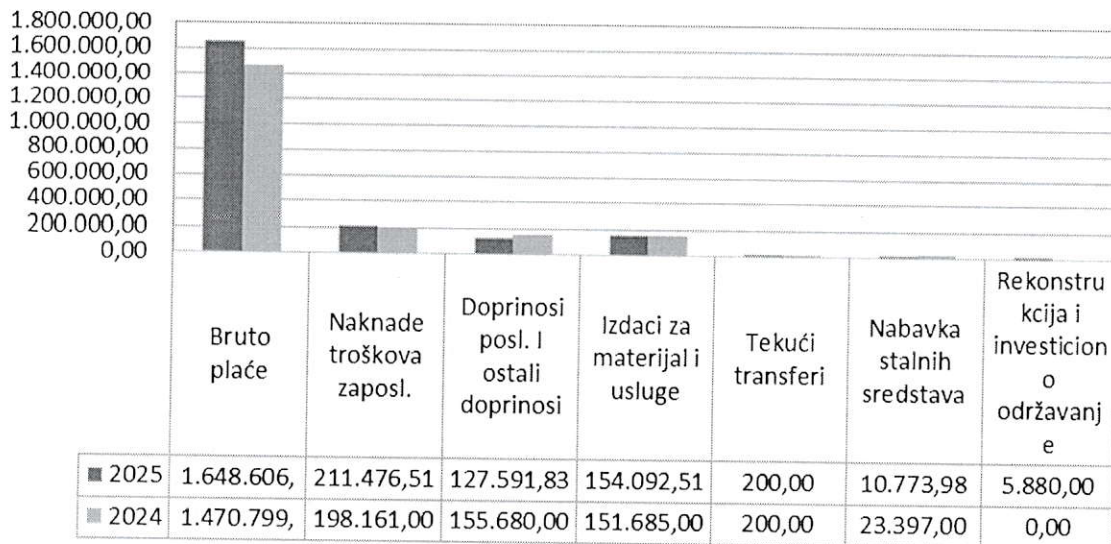 1.800.000,00
1.600.000,00
1.400.000,00
1.200.000,00
1.000.000,00
800.000,00
600.000,00
400.000,00
200.000,00
0,00
Bruto
plaće
Naknade
troškova
zaposl.
Doprinosi
posl. I
ostali
doprinosi
Izdaci za
materijal i
usluge
Tekući
transferi
Nabavka
stalnih
sredstava
Rekonstru
kcija i
investicion
o
održavanj
e
2025 1.648.606, 211.476,51 127.591,83 154.092,51 200,00 10.773,98 5.880,00
2024 1.470.799, 198.161,00 155.680,00 151.685,00 200,00 23.397,00 0,00